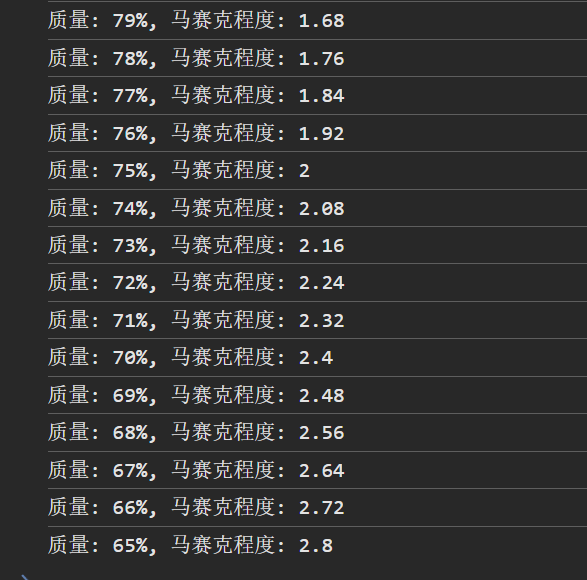 质量: 79%, 马赛克程度: 1.68
质量: 78%, 马赛克程度: 1.76
质量: 77%, 马赛克程度: 1.84
质量: 76%, 马赛克程度: 1.92
质量: 75%, 马赛克程度: 2
质量: 74%, 马赛克程度: 2.08
质量: 73%, 马赛克程度: 2.16
质量: 72%, 马赛克程度: 2.24
质量: 71%, 马赛克程度: 2.32
质量: 70%, 马赛克程度: 2.4
质量: 69%, 马赛克程度: 2.48
质量: 68%, 马赛克程度: 2.56
质量: 67%, 马赛克程度: 2.64
质量: 66%, 马赛克程度: 2.72
质量: 65%, 马赛克程度: 2.8